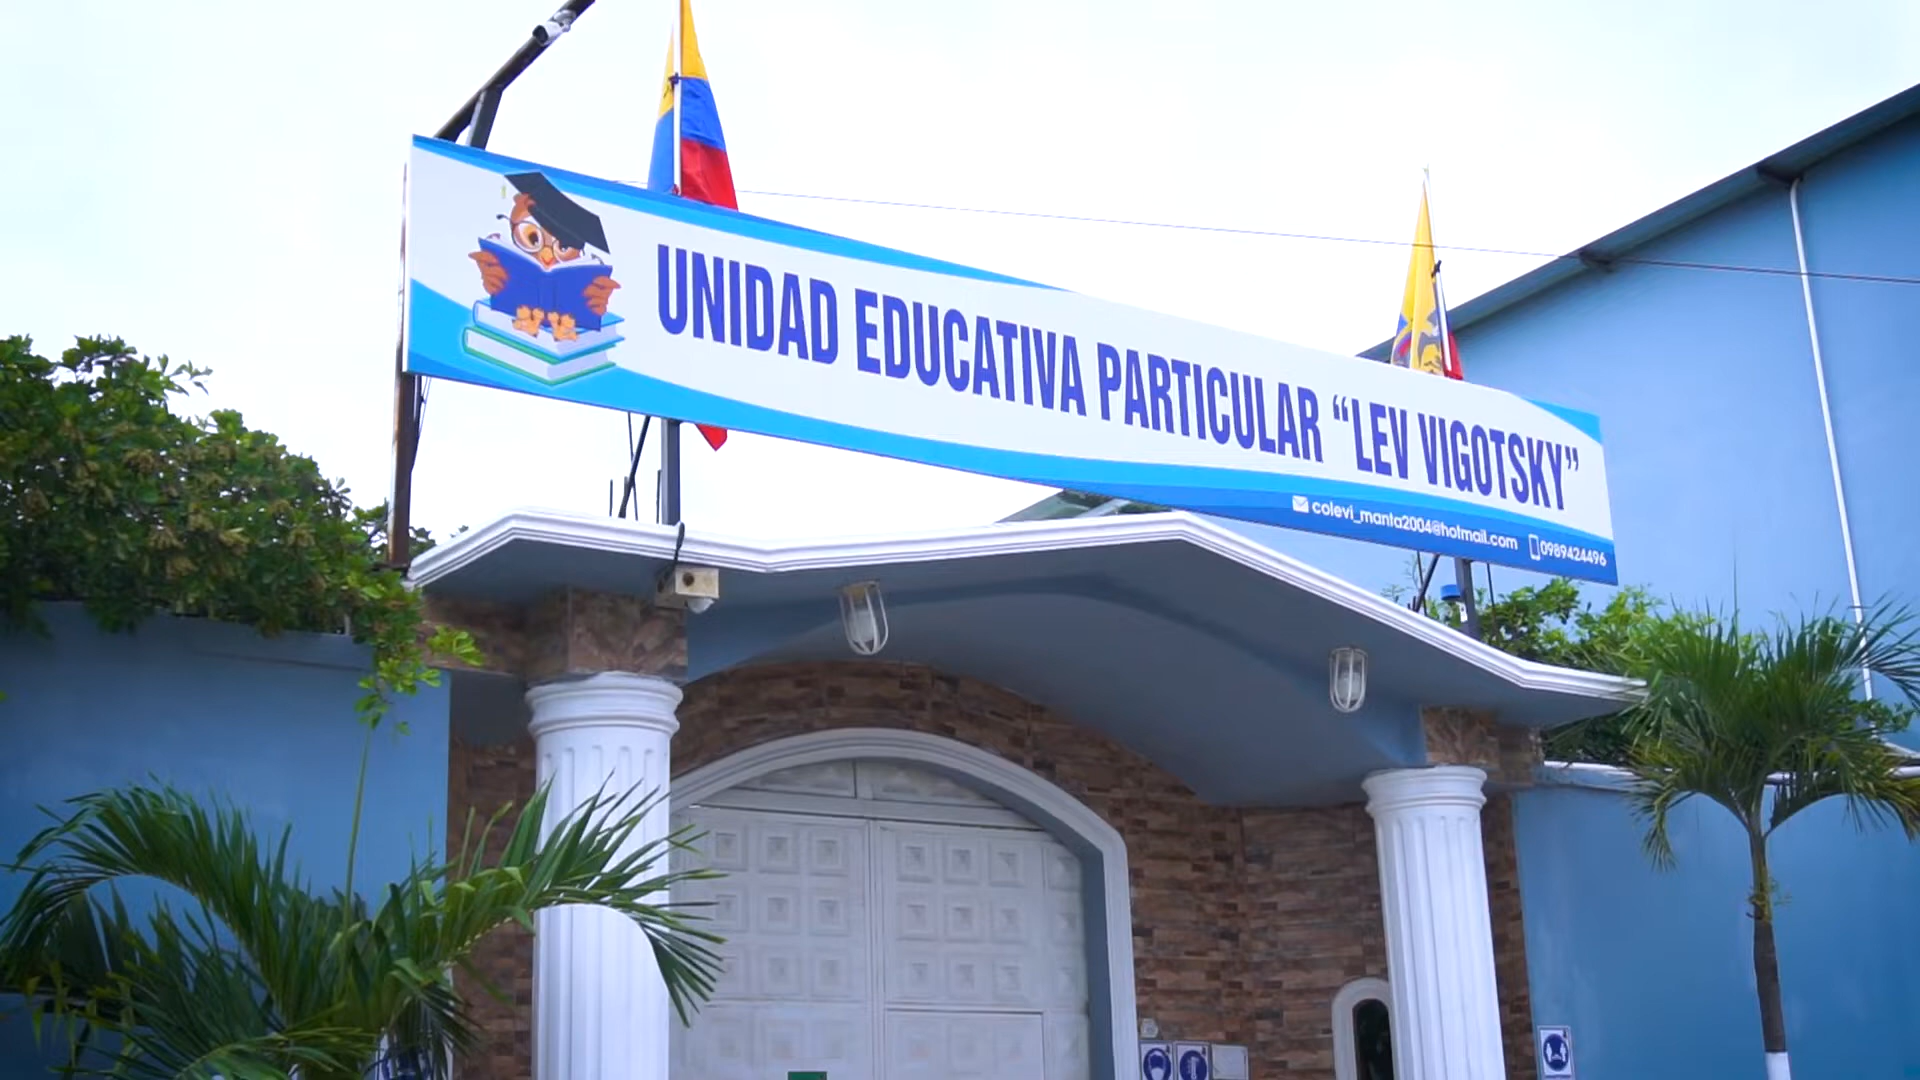 UNIDAD EDUCATIVA PARTICULAR “LEV VIGOTSKY”
colevi_manta2004@hotmail.com 0989424496